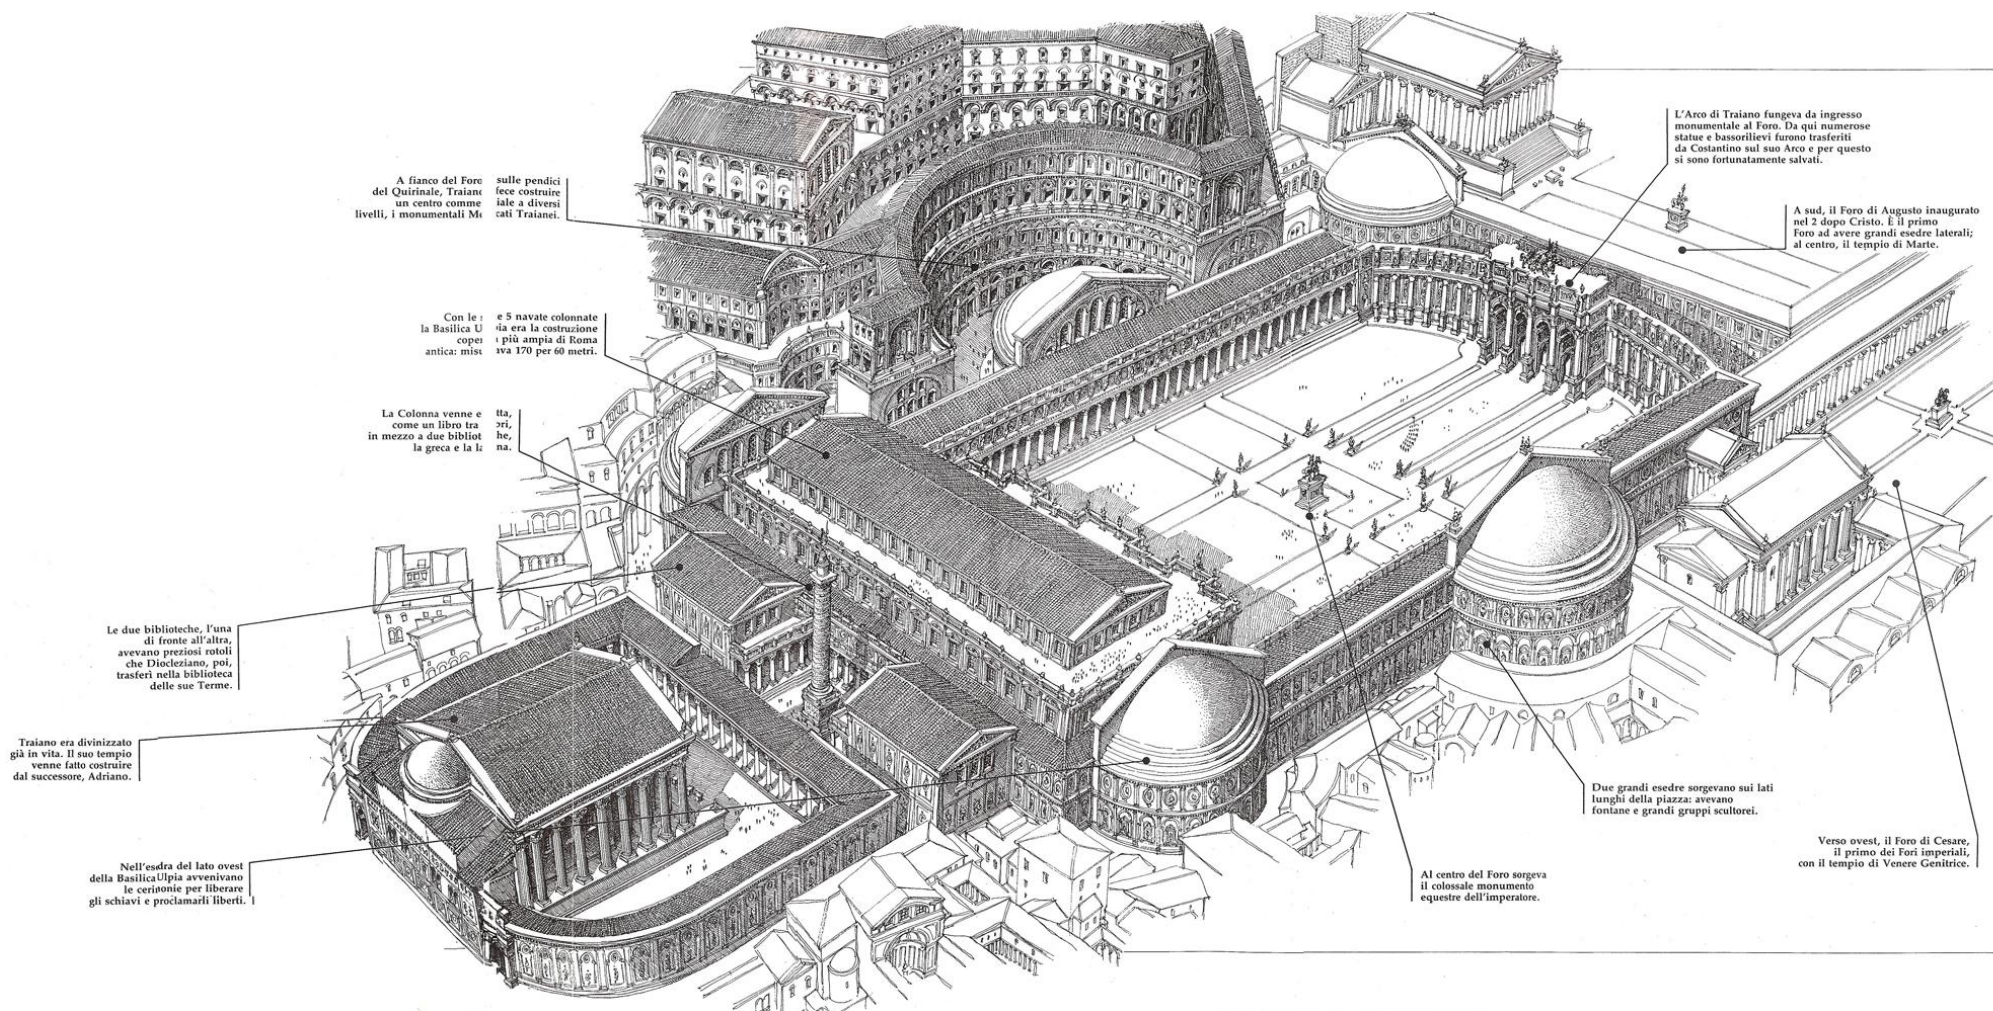 A fianco del Foro sulle pendici
del Quirinale, Traiano fece costruire
un centro comme iale a diversi
livelli, i monumentali Me cati Traianei.
Con le s e 5 navate colonnate
la Basilica U pia era la costruzione
coper più ampia di Roma
antica: misu ava 170 per 60 metri.
La Colonna venne e tta,
come un libro tra ori,
in mezzo a due bibliot he,
la greca e la la na.
Le due biblioteche, l'una
di fronte all'altra,
avevano preziosi rotoli
che Diocleziano, poi,
trasferì nella biblioteca
delle sue Terme.
Traiano era divinizzato
già in vita. Il suo tempio
venne fatto costruire
dal successore, Adriano.
Nell'esedra del lato ovest
della Basilica Ulpia avvenivano
le cerimonie per liberare
gli schiavi e proclamarli liberti.
L'Arco di Traiano fungeva da ingresso
monumentale al Foro. Da qui numerose
statue e bassorilievi furono trasferiti
da Costantino sul suo Arco e per questo
si sono fortunatamente salvati.
A sud, il Foro di Augusto inaugurato
nel 2 dopo Cristo. È il primo
Foro ad avere grandi esedre laterali;
al centro, il tempio di Marte.
Due grandi esedre sorgevano sui lati
lunghi della piazza: avevano
fontane e grandi gruppi scultorei.
Verso ovest, il Foro di Cesare,
il primo dei Fori imperiali,
con il tempio di Venere Genitrice.
Al centro del Foro sorgeva
il colossale monumento
equestre dell'imperatore.